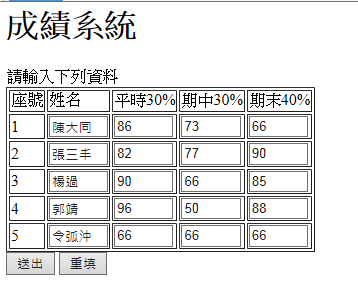 成績系統
請輸入下列資料
座號 姓名 平時30% 期中30% 期末40%
1 陳大同 86 73 66
2 張三丰 82 77 90
3 楊過 90 66 85
4 郭靖 96 50 88
5 令弧沖 66 66 66
送出 重填